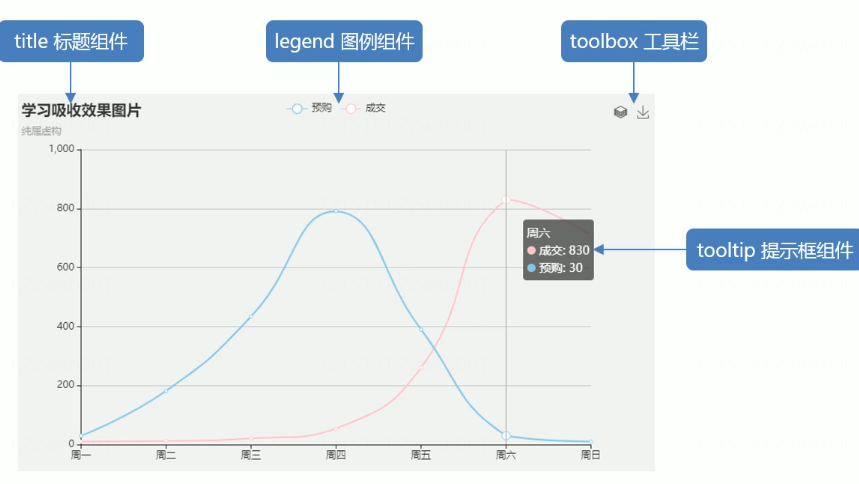 title 标题组件
legend 图例组件
toolbox 工具栏
学习吸收效果图片
预购
成交
纯属虚构
1,000
800
周六
成交: 830
预购: 30
tooltip 提示框组件
600
400
200
0
周一
周二
周三
周四
周五
周六
周日